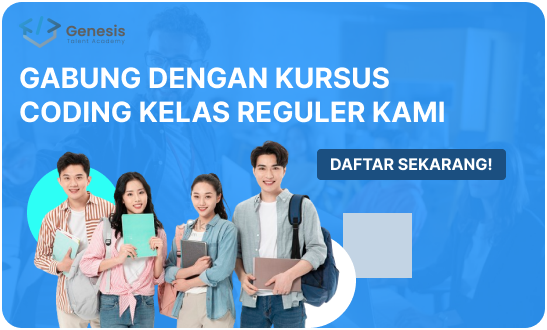 </>
Genesis
Talent Academy
GABUNG DENGAN KURSUS
CODING KELAS REGULER KAMI
DAFTAR SEKARANG!